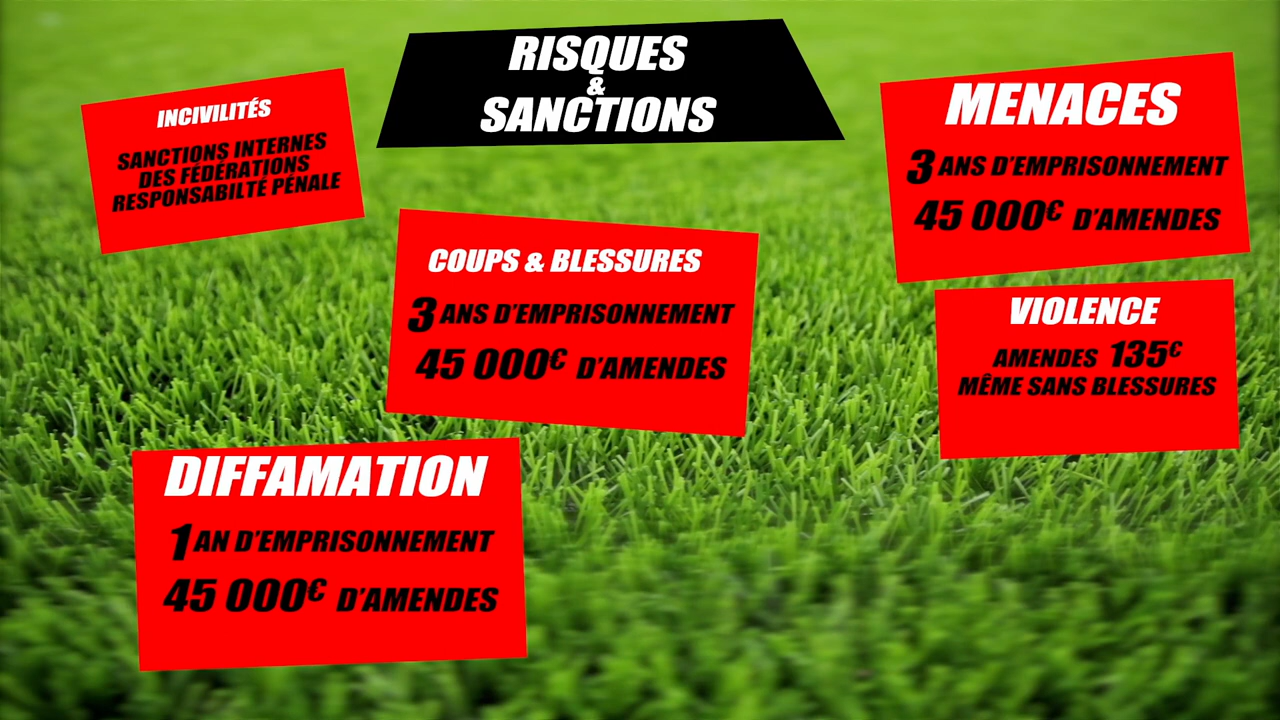 RISQUES
&
SANCTIONS
INCIVILITÉS
SANCTIONS INTERNES
DES FÉDÉRATIONS
RESPONSABILTÉ PÉNALE
MENACES
3 ANS D'EMPRISONNEMENT
45 000€ D'AMENDES
COUPS & BLESSURES
3 ANS D'EMPRISONNEMENT
45 000€ D'AMENDES
VIOLENCE
AMENDES 135€
MÊME SANS BLESSURES
DIFFAMATION
1 AN D'EMPRISONNEMENT
45 000€ D'AMENDES